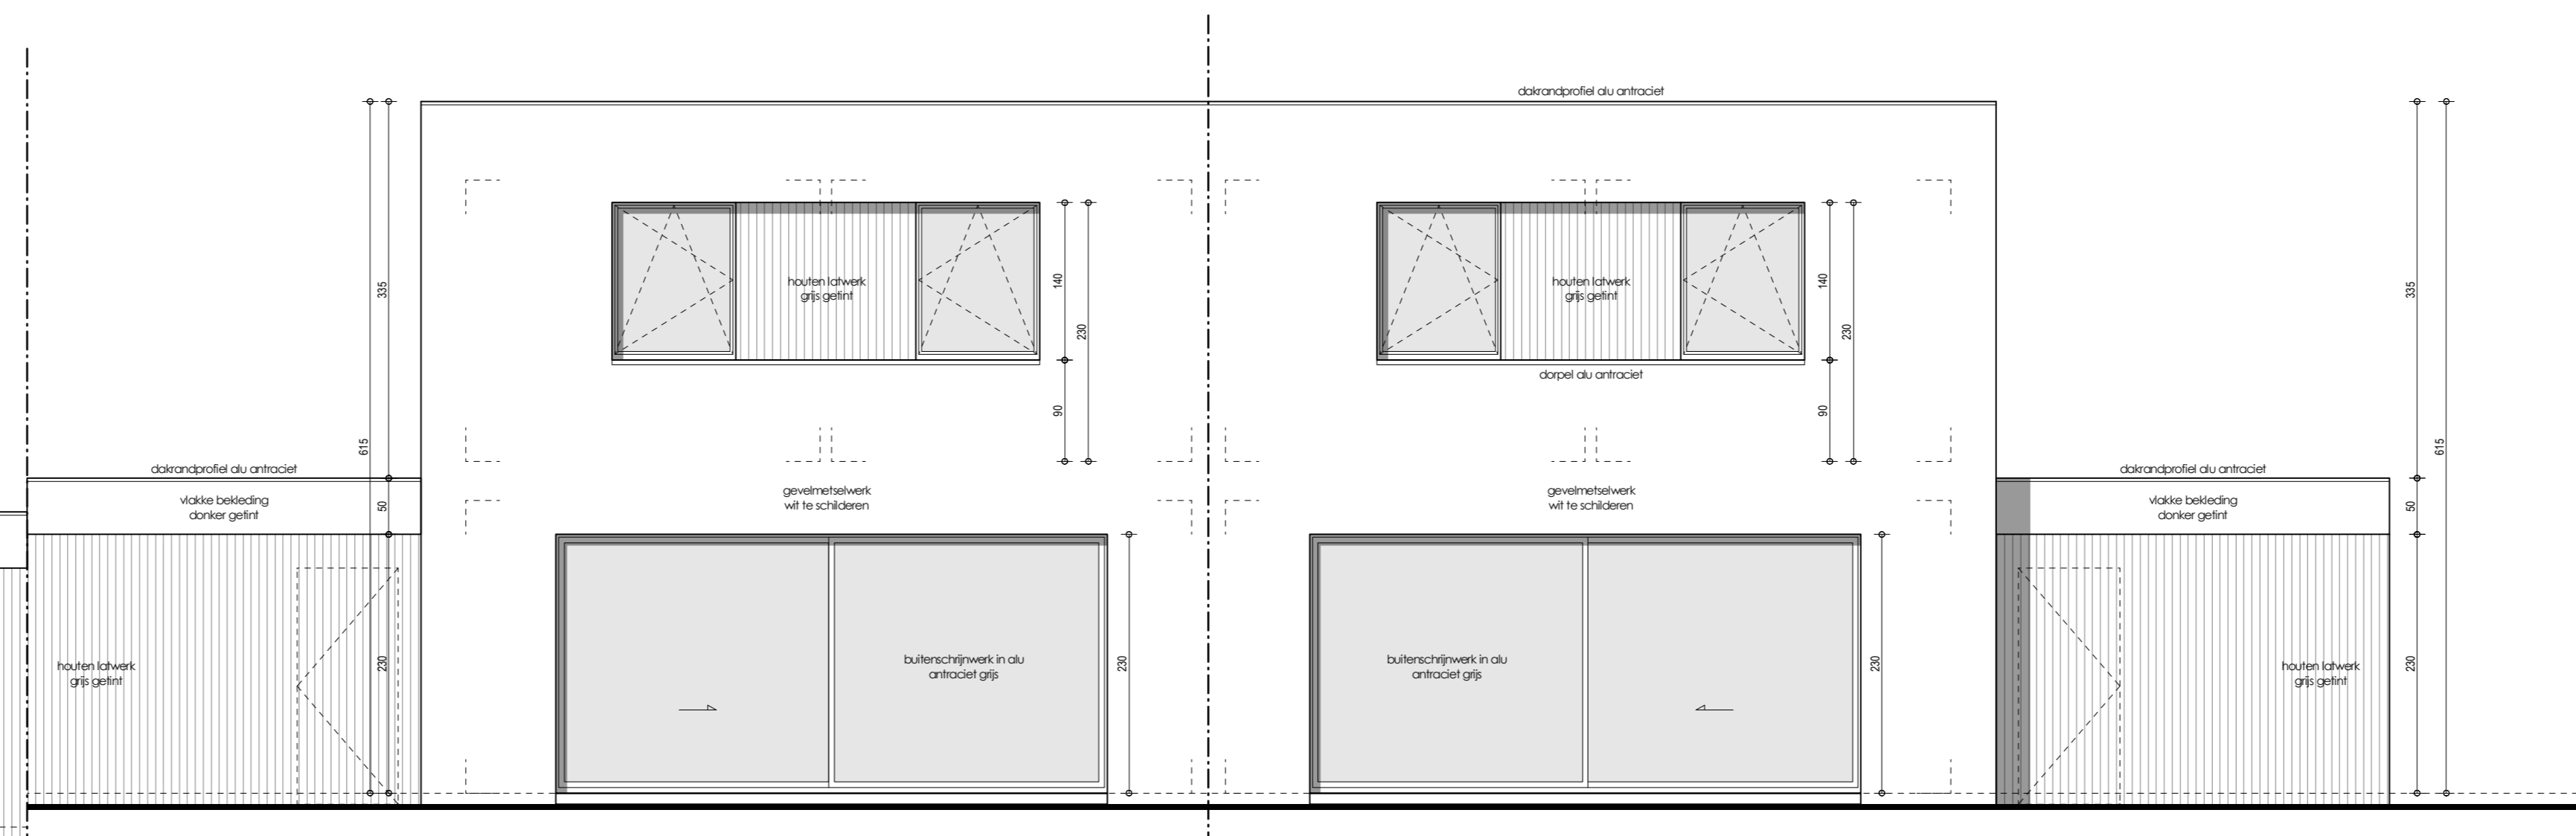 dakrandprofiel alu antraciet
335
615
50
230
dakrandprofiel alu antraciet
vlakke bekleding
donker getint
houten latwerk
grijs getint
houten latwerk
grijs getint
140
230
90
gevelmetselwerk
wit te schilderen
buitenschrijnwerk in alu
antraciet grijs
230
houten latwerk
grijs getint
140
230
dorpel alu antraciet
90
gevelmetselwerk
wit te schilderen
buitenschrijnwerk in alu
antraciet grijs
230
dakrandprofiel alu antraciet
vlakke bekleding
donker getint
houten latwerk
grijs getint
335
615
50
230